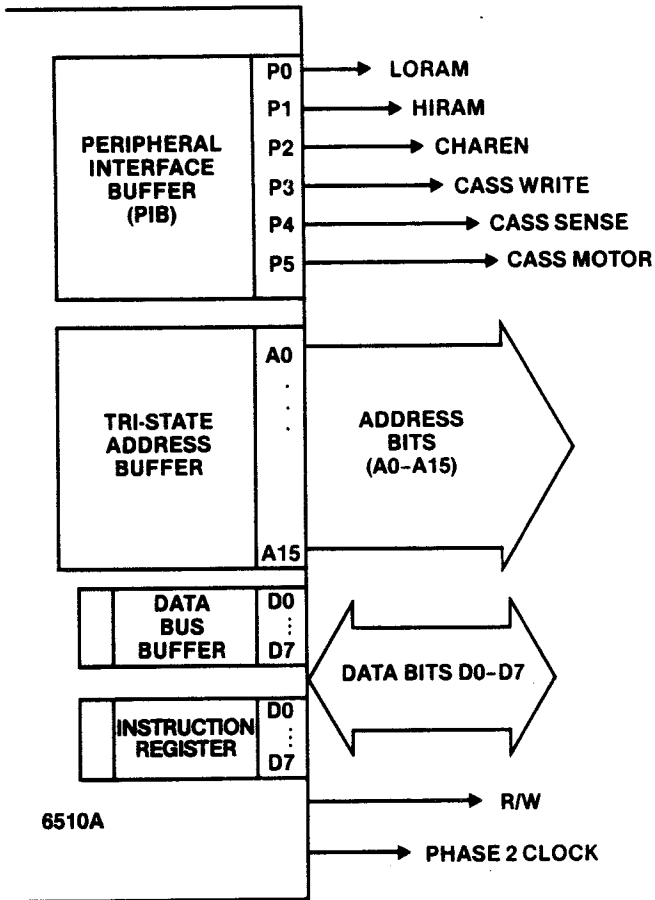 PERIPHERAL
INTERFACE
BUFFER
(PIB)
P0 LORAM
P1 HIRAM
P2 CHAREN
P3 CASS WRITE
P4 CASS SENSE
P5 CASS MOTOR
TRI-STATE
ADDRESS
BUFFER
A0
A15
ADDRESS
BITS
(A0-A15)
DATA
BUS
BUFFER
D0
D7
DATA BITS D0-D7
INSTRUCTION
REGISTER
D0
D7
R/W
6510A
PHASE 2 CLOCK